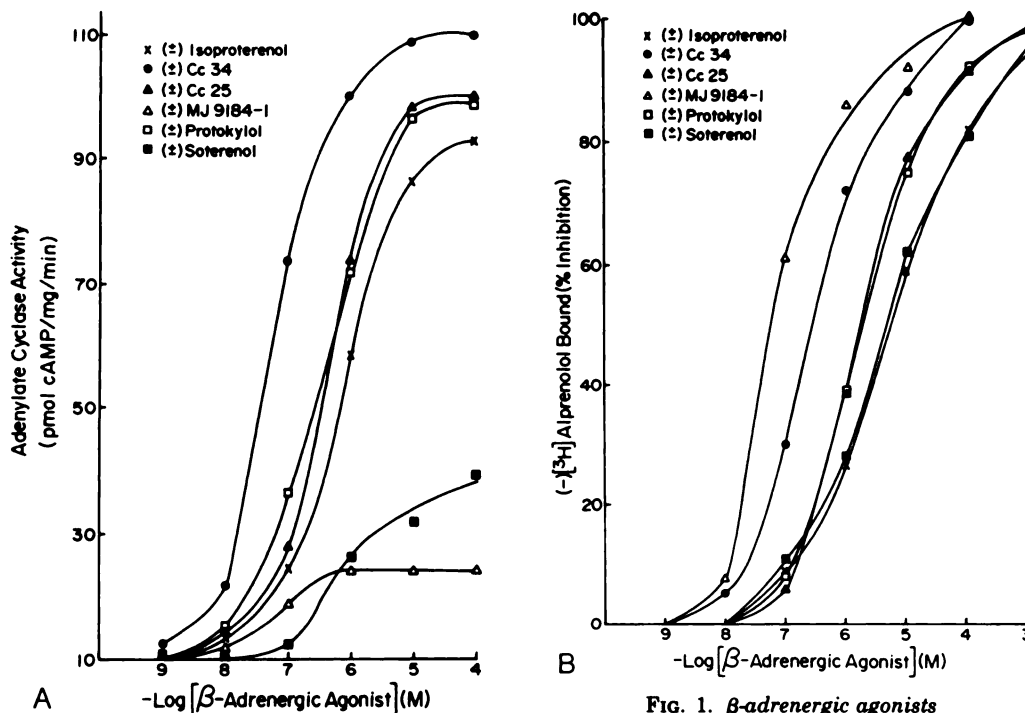 110
90
70
50
30
10
Adenylate Cyclase Activity
(pmol cAMP/mg/min)
x (±) Isoproterenol
● (±) Cc 34
▲ (±) Cc 25
△ (±) MJ 9184-1
□ (±) Protokylol
■ (±) Soterenol
9 8 7 6 5 4
-Log [β-Adrenergic Agonist] (M)
A
100
80
60
40
20
0
(-)[³H] Alprenolol Bound (% Inhibition)
x (±) Isoproterenol
● (±) Cc 34
▲ (±) Cc 25
△ (±) MJ 9184-1
□ (±) Protokylol
■ (±) Soterenol
9 8 7 6 5 4 3
-Log [β-Adrenergic Agonist] (M)
B
FIG. 1. β-adrenergic agonists